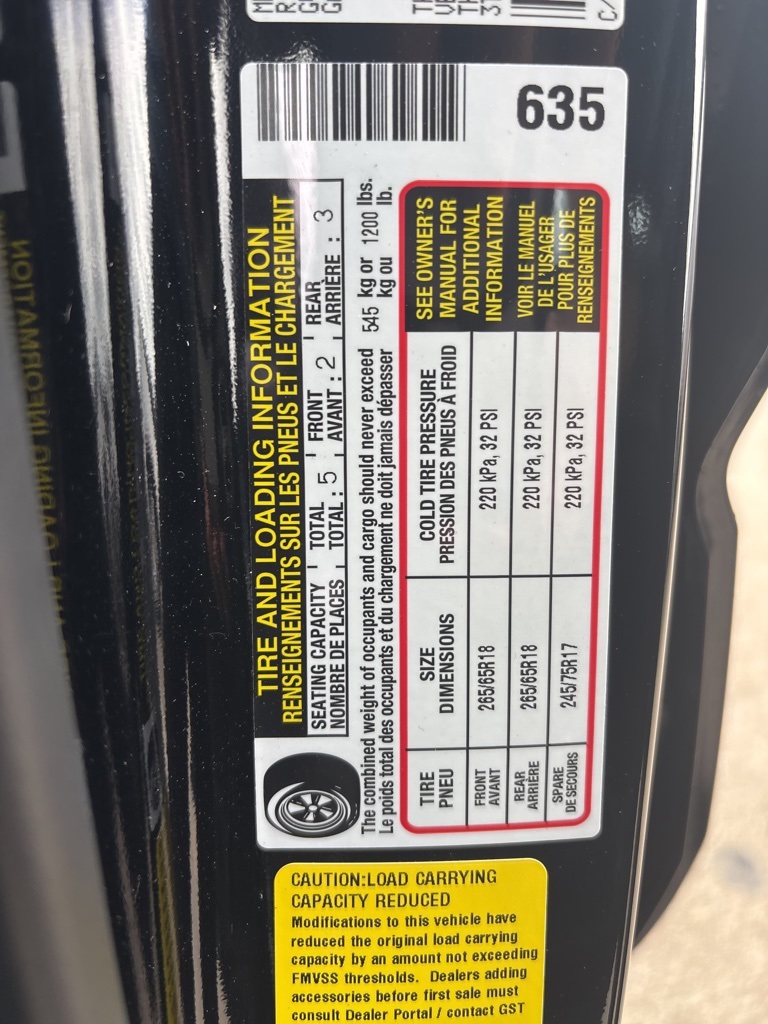 635
TIRE AND LOADING INFORMATION
RENSEIGNEMENTS SUR LES PNEUS ET LE CHARGEMENT
SEATING CAPACITY TOTAL FRONT REAR
NOMBRE DE PLACES TOTAL : 5 AVANT : 2 ARRIÈRE : 3
The combined weight of occupants and cargo should never exceed 545 kg or 1200 lbs.
Le poids total des occupants et du chargement ne doit jamais dépasser kg ou lb.
TIRE SIZE COLD TIRE PRESSURE
PNEU DIMENSIONS PRESSION DES PNEUS À FROID
FRONT
AVANT 265/65R18 220 kPa, 32 PSI
REAR
ARRIÈRE 265/65R18 220 kPa, 32 PSI
SPARE
DE SECOURS 245/75R17 220 kPa, 32 PSI
SEE OWNER'S
MANUAL FOR
ADDITIONAL
INFORMATION
VOIR LE MANUEL
DE L'USAGER
POUR PLUS DE
RENSEIGNEMENTS
CAUTION:LOAD CARRYING
CAPACITY REDUCED
Modifications to this vehicle have
reduced the original load carrying
capacity by an amount not exceeding
FMVSS thresholds. Dealers adding
accessories before first sale must
consult Dealer Portal / contact GST